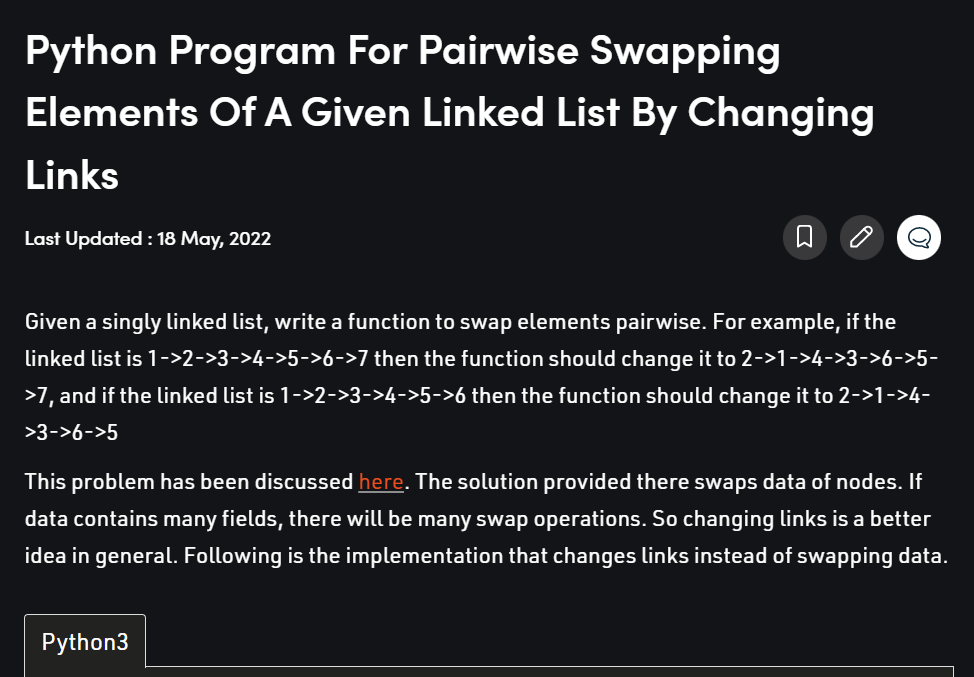 Python Program For Pairwise Swapping
Elements Of A Given Linked List By Changing
Links
Last Updated : 18 May, 2022
Given a singly linked list, write a function to swap elements pairwise. For example, if the
linked list is 1->2->3->4->5->6->7 then the function should change it to 2->1->4->3->6->5-
>7, and if the linked list is 1->2->3->4->5->6 then the function should change it to 2->1->4-
>3->6->5
This problem has been discussed here. The solution provided there swaps data of nodes. If
data contains many fields, there will be many swap operations. So changing links is a better
idea in general. Following is the implementation that changes links instead of swapping data.
Python3